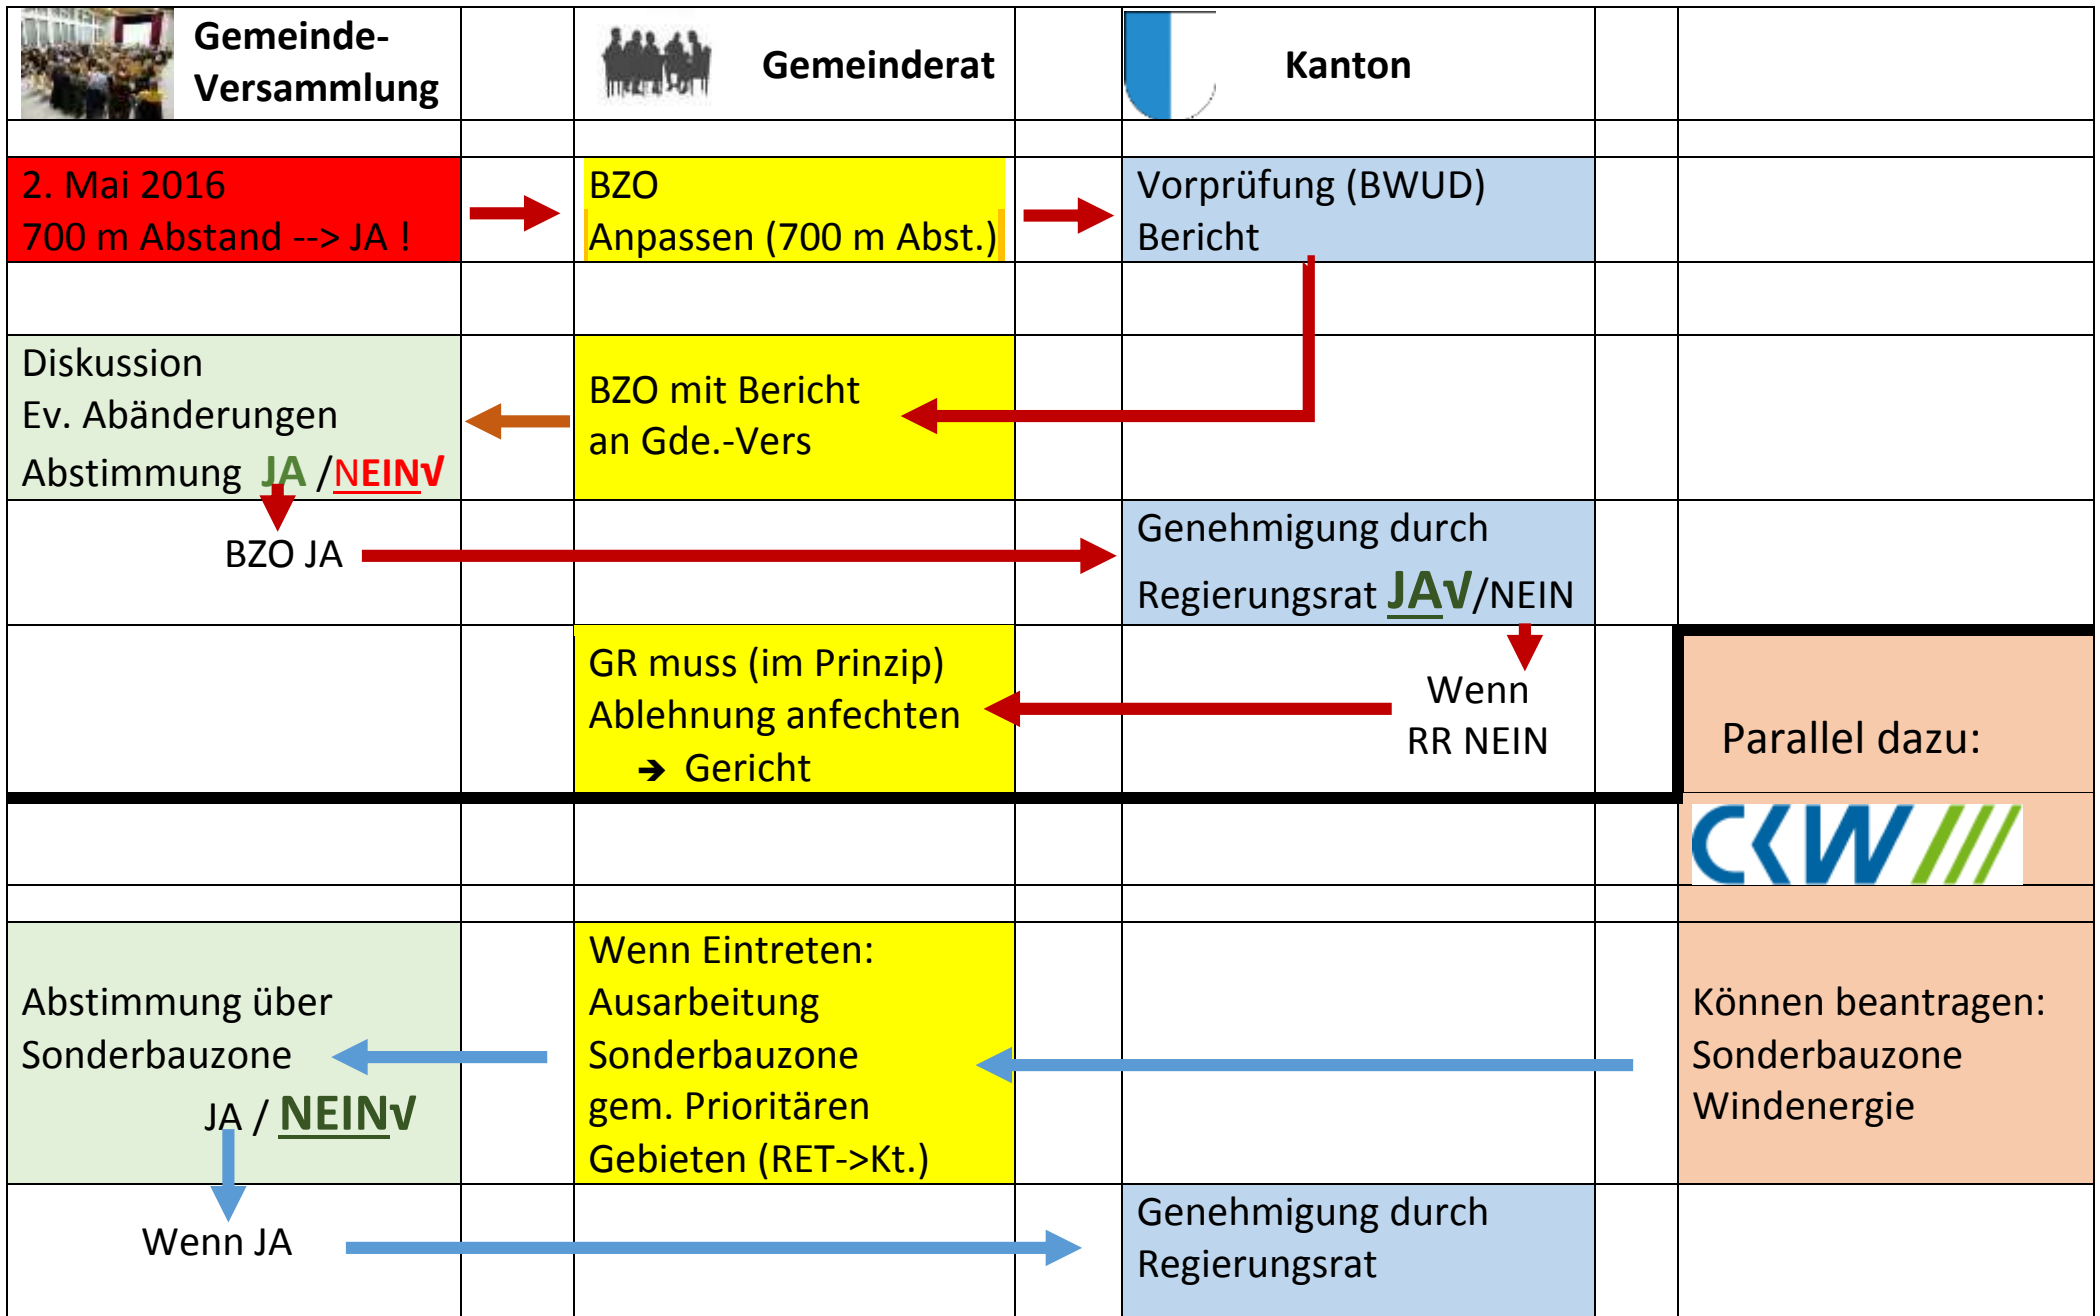 Gemeinde-
Versammlung
Gemeinderat
Kanton
2. Mai 2016
700 m Abstand --> JA !
BZO
Anpassen (700 m Abst.)
Vorprüfung (BWUD)
Bericht
Diskussion
Ev. Abänderungen
Abstimmung JA /NEIN√
BZO mit Bericht
an Gde.-Vers
BZO JA
Genehmigung durch
Regierungsrat JA√/NEIN
GR muss (im Prinzip)
Ablehnung anfechten
➔ Gericht
Wenn
RR NEIN
Parallel dazu:
CKW
Abstimmung über
Sonderbauzone
JA / NEIN√
Wenn Eintreten:
Ausarbeitung
Sonderbauzone
gem. Prioritären
Gebieten (RET->Kt.)
Können beantragen:
Sonderbauzone
Windenergie
Wenn JA
Genehmigung durch
Regierungsrat